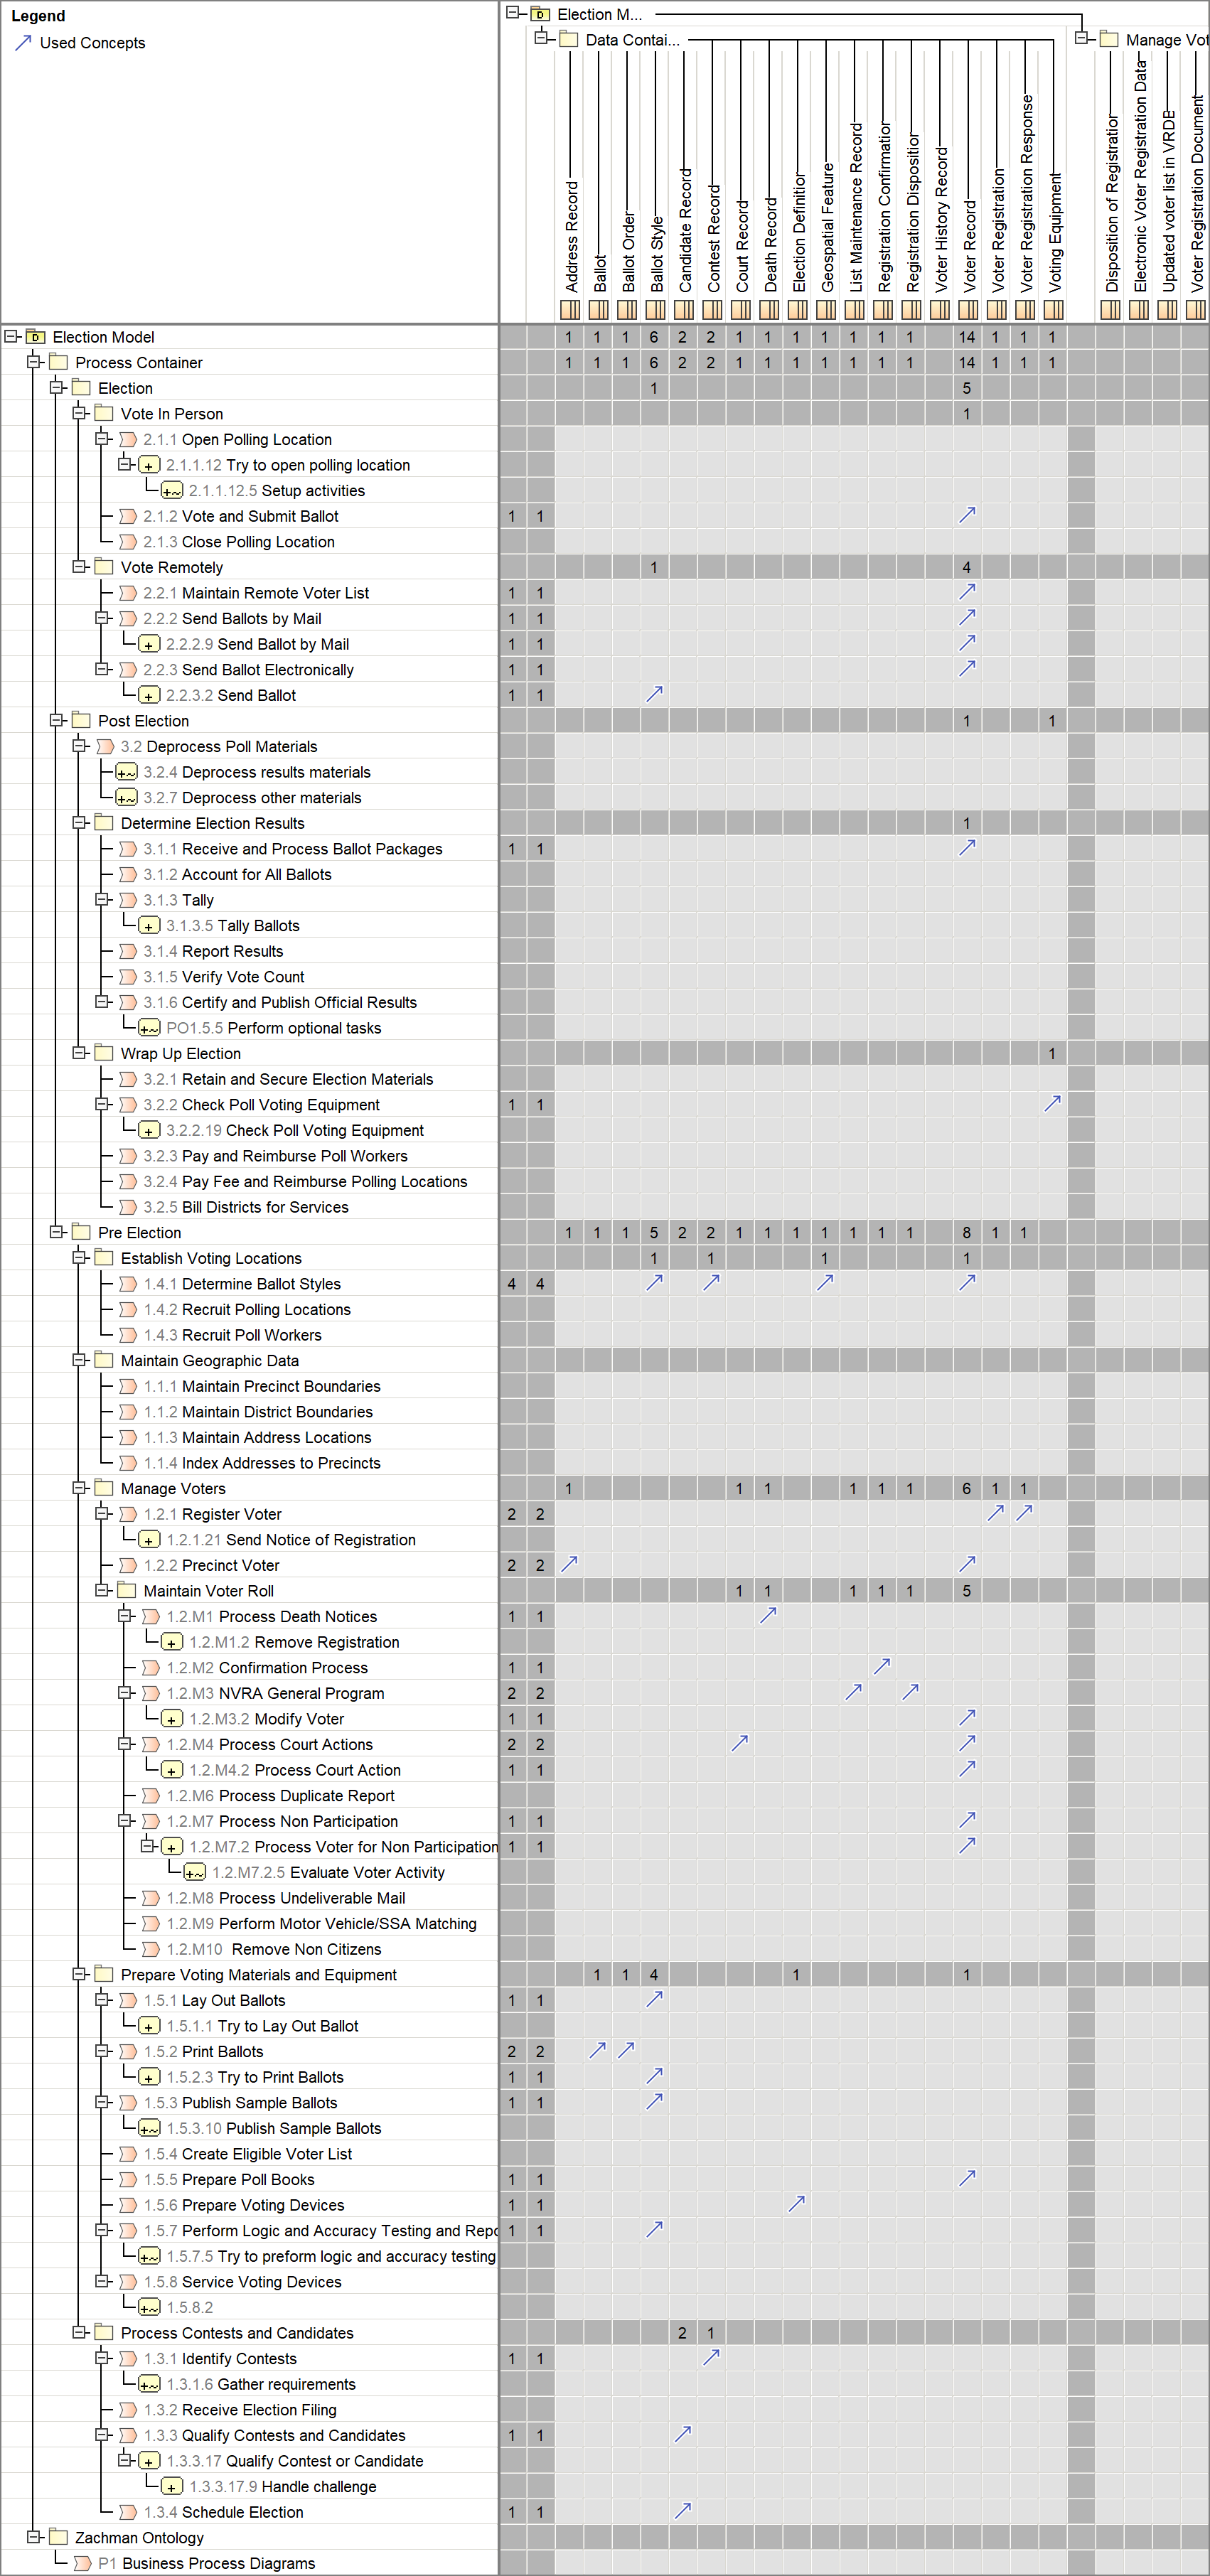 Legend
Used Concepts
Election M...
Data Contai...
Manage Vot
Address Record
Ballot
Ballot Order
Ballot Style
Candidate Record
Contest Record
Court Record
Death Record
Election Definition
Geospatial Feature
List Maintenance Record
Registration Confirmation
Registration Disposition
Voter History Record
Voter Record
Voter Registration
Voter Registration Response
Voting Equipment
Disposition of Registration
Electronic Voter Registration Data
Updated voter list in VRDB
Voter Registration Document
Election Model 1 1 1 6 2 2 1 1 1 1 1 1 1 14 1 1 1
Process Container 1 1 1 6 2 2 1 1 1 1 1 1 1 14 1 1 1
Election 1 5
Vote In Person 1
2.1.1 Open Polling Location
2.1.1.12 Try to open polling location
2.1.1.12.5 Setup activities
2.1.2 Vote and Submit Ballot 1 1
2.1.3 Close Polling Location
Vote Remotely 1 4
2.2.1 Maintain Remote Voter List 1 1
2.2.2 Send Ballots by Mail 1 1
2.2.2.9 Send Ballot by Mail 1 1
2.2.3 Send Ballot Electronically 1 1
2.2.3.2 Send Ballot 1 1
Post Election 1 1
3.2 Deprocess Poll Materials
3.2.4 Deprocess results materials
3.2.7 Deprocess other materials
Determine Election Results 1
3.1.1 Receive and Process Ballot Packages 1 1
3.1.2 Account for All Ballots
3.1.3 Tally
3.1.3.5 Tally Ballots
3.1.4 Report Results
3.1.5 Verify Vote Count
3.1.6 Certify and Publish Official Results
PO1.5.5 Perform optional tasks
Wrap Up Election 1
3.2.1 Retain and Secure Election Materials
3.2.2 Check Poll Voting Equipment 1 1
3.2.2.19 Check Poll Voting Equipment
3.2.3 Pay and Reimburse Poll Workers
3.2.4 Pay Fee and Reimburse Polling Locations
3.2.5 Bill Districts for Services
Pre Election 1 1 1 5 2 2 1 1 1 1 1 1 1 8 1 1
Establish Voting Locations 1 1 1 1
1.4.1 Determine Ballot Styles 4 4
1.4.2 Recruit Polling Locations
1.4.3 Recruit Poll Workers
Maintain Geographic Data
1.1.1 Maintain Precinct Boundaries
1.1.2 Maintain District Boundaries
1.1.3 Maintain Address Locations
1.1.4 Index Addresses to Precincts
Manage Voters 1 1 1 1 1 1 6 1 1
1.2.1 Register Voter 2 2
1.2.1.21 Send Notice of Registration
1.2.2 Precinct Voter 2 2
Maintain Voter Roll 1 1 1 1 1 5
1.2.M1 Process Death Notices 1 1
1.2.M1.2 Remove Registration
1.2.M2 Confirmation Process 1 1
1.2.M3 NVRA General Program 2 2
1.2.M3.2 Modify Voter 1 1
1.2.M4 Process Court Actions 2 2
1.2.M4.2 Process Court Action 1 1
1.2.M6 Process Duplicate Report
1.2.M7 Process Non Participation 1 1
1.2.M7.2 Process Voter for Non Participation 1 1
1.2.M7.2.5 Evaluate Voter Activity
1.2.M8 Process Undeliverable Mail
1.2.M9 Perform Motor Vehicle/SSA Matching
1.2.M10 Remove Non Citizens
Prepare Voting Materials and Equipment 1 1 4 1 1
1.5.1 Lay Out Ballots 1 1
1.5.1.1 Try to Lay Out Ballot
1.5.2 Print Ballots 2 2
1.5.2.3 Try to Print Ballots 1 1
1.5.3 Publish Sample Ballots 1 1
1.5.3.10 Publish Sample Ballots
1.5.4 Create Eligible Voter List
1.5.5 Prepare Poll Books 1 1
1.5.6 Prepare Voting Devices 1 1
1.5.7 Perform Logic and Accuracy Testing and Repo 1 1
1.5.7.5 Try to preform logic and accuracy testing
1.5.8 Service Voting Devices
1.5.8.2
Process Contests and Candidates 2 1
1.3.1 Identify Contests 1 1
1.3.1.6 Gather requirements
1.3.2 Receive Election Filing
1.3.3 Qualify Contests and Candidates 1 1
1.3.3.17 Qualify Contest or Candidate
1.3.3.17.9 Handle challenge
1.3.4 Schedule Election 1 1
Zachman Ontology
P1 Business Process Diagrams